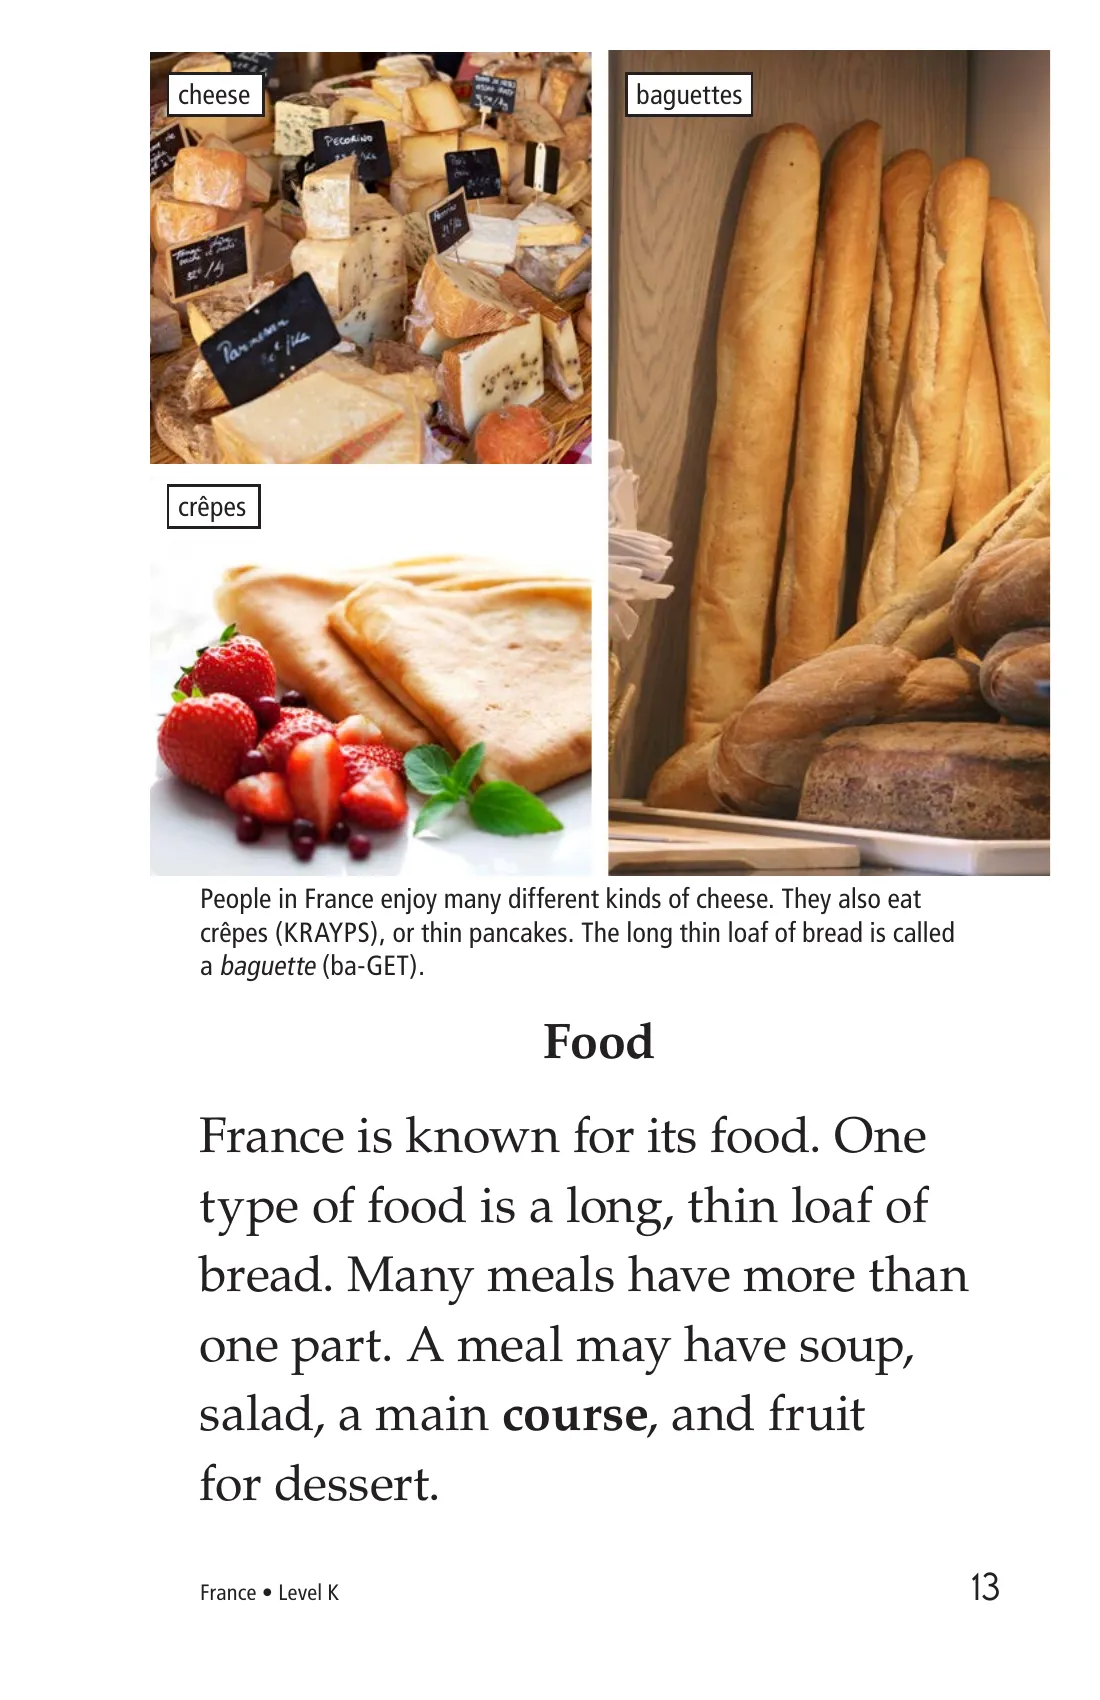 cheese
baguettes
PECORINO
Parmesan
crêpes
People in France enjoy many different kinds of cheese. They also eat
crêpes (KRAYPS), or thin pancakes. The long thin loaf of bread is called
a baguette (ba-GET).
Food
France is known for its food. One
type of food is a long, thin loaf of
bread. Many meals have more than
one part. A meal may have soup,
salad, a main course, and fruit
for dessert.
France • Level K
13